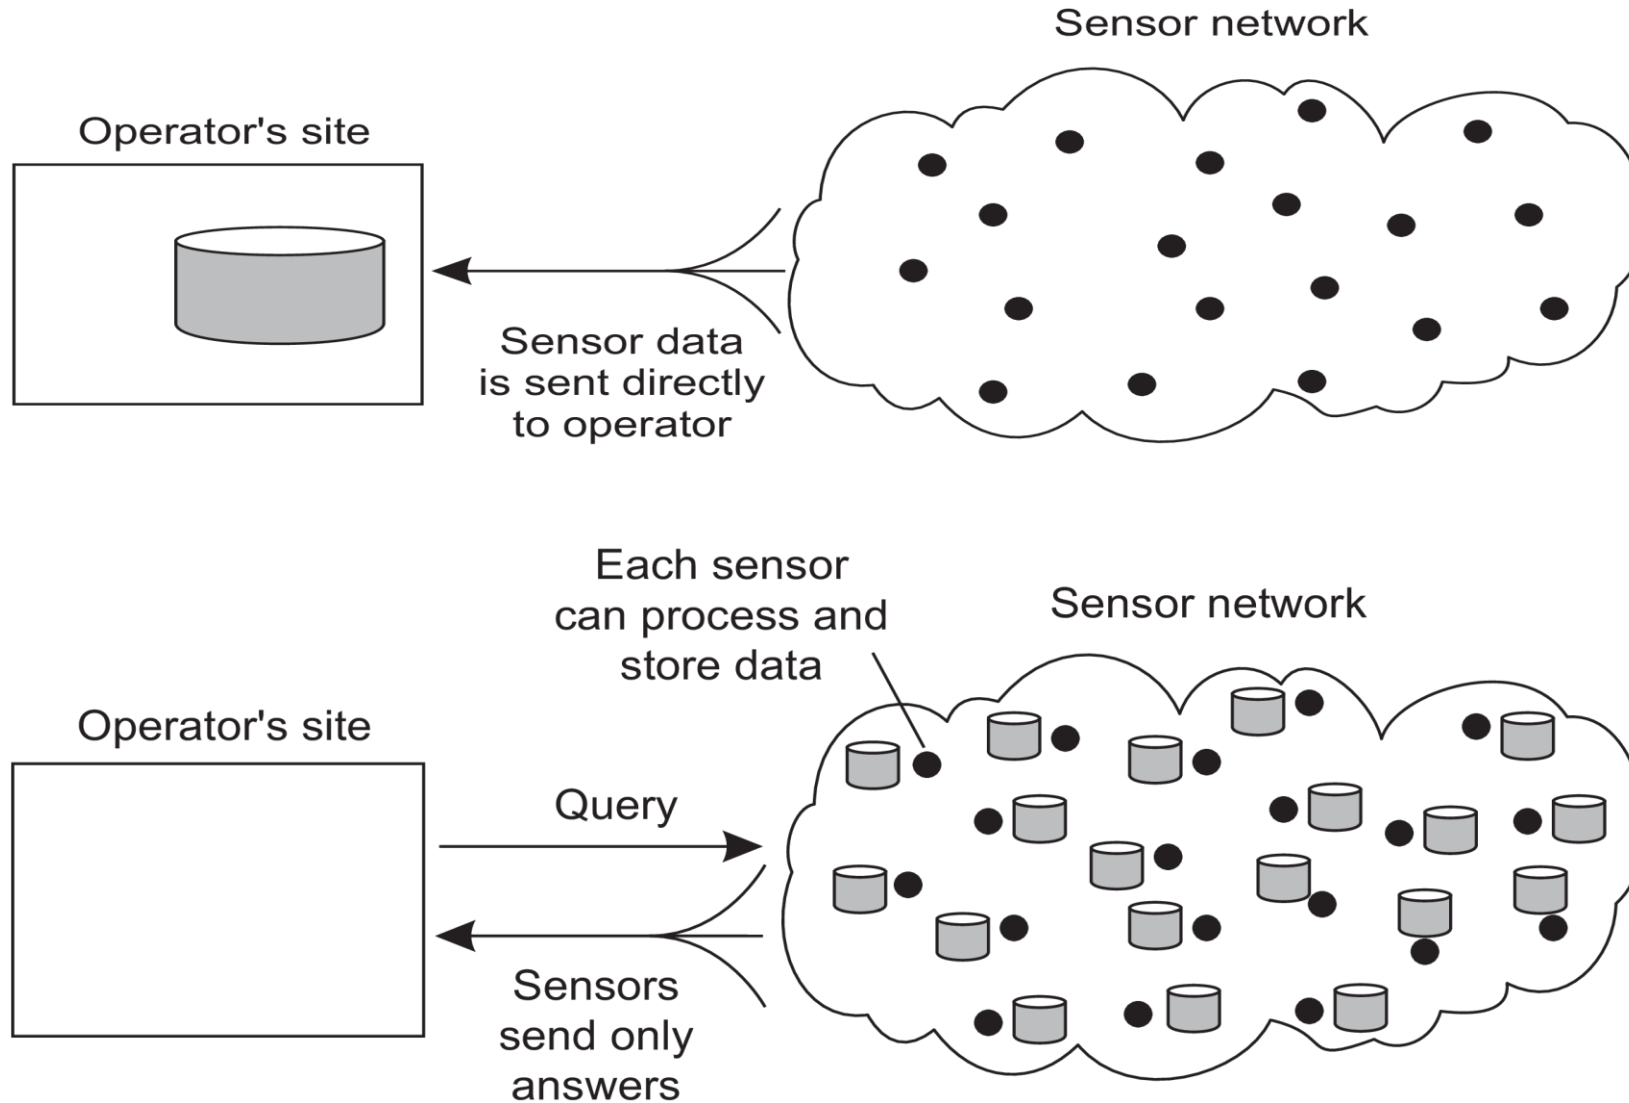 Sensor network
Operator's site
Sensor data
is sent directly
to operator
Each sensor
can process and
store data
Sensor network
Operator's site
Query
Sensors
send only
answers